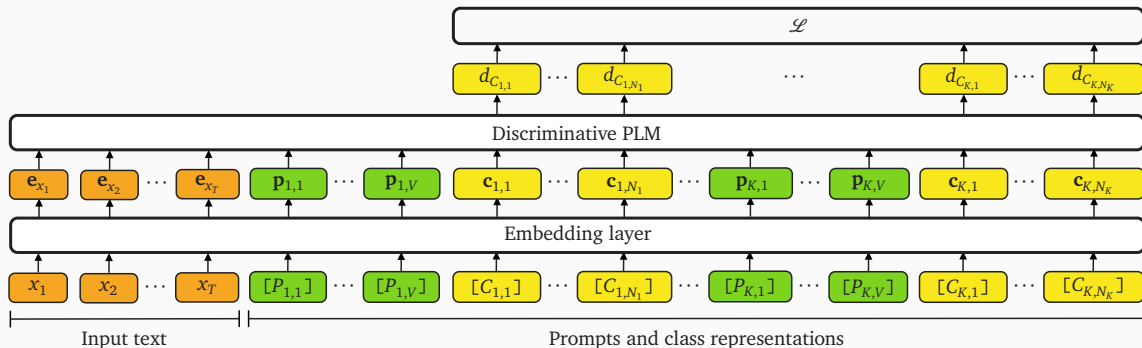 ℒ
d_{C_{1,1}} ··· d_{C_{1,N_1}} ··· d_{C_{K,1}} ··· d_{C_{K,N_K}}
Discriminative PLM
e_{x_1} e_{x_2} ··· e_{x_T} p_{1,1} ··· p_{1,V} c_{1,1} ··· c_{1,N_1} ··· p_{K,1} ··· p_{K,V} c_{K,1} ··· c_{K,N_K}
Embedding layer
x_1 x_2 ··· x_T [P_{1,1}] ··· [P_{1,V}] [C_{1,1}] ··· [C_{1,N_1}] ··· [P_{K,1}] ··· [P_{K,V}] [C_{K,1}] ··· [C_{K,N_K}]
Input text Prompts and class representations